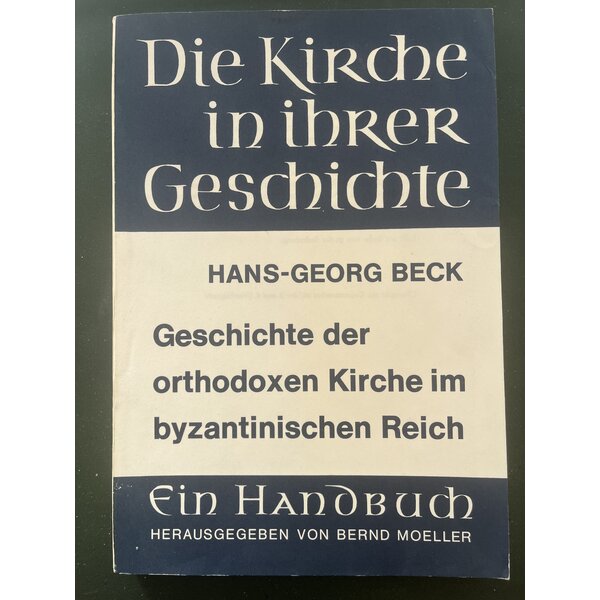 Die Kirche
in ihrer
Geschichte
HANS-GEORG BECK
Geschichte der
orthodoxen Kirche im
byzantinischen Reich
Ein Handbuch
HERAUSGEGEBEN VON BERND MOELLER